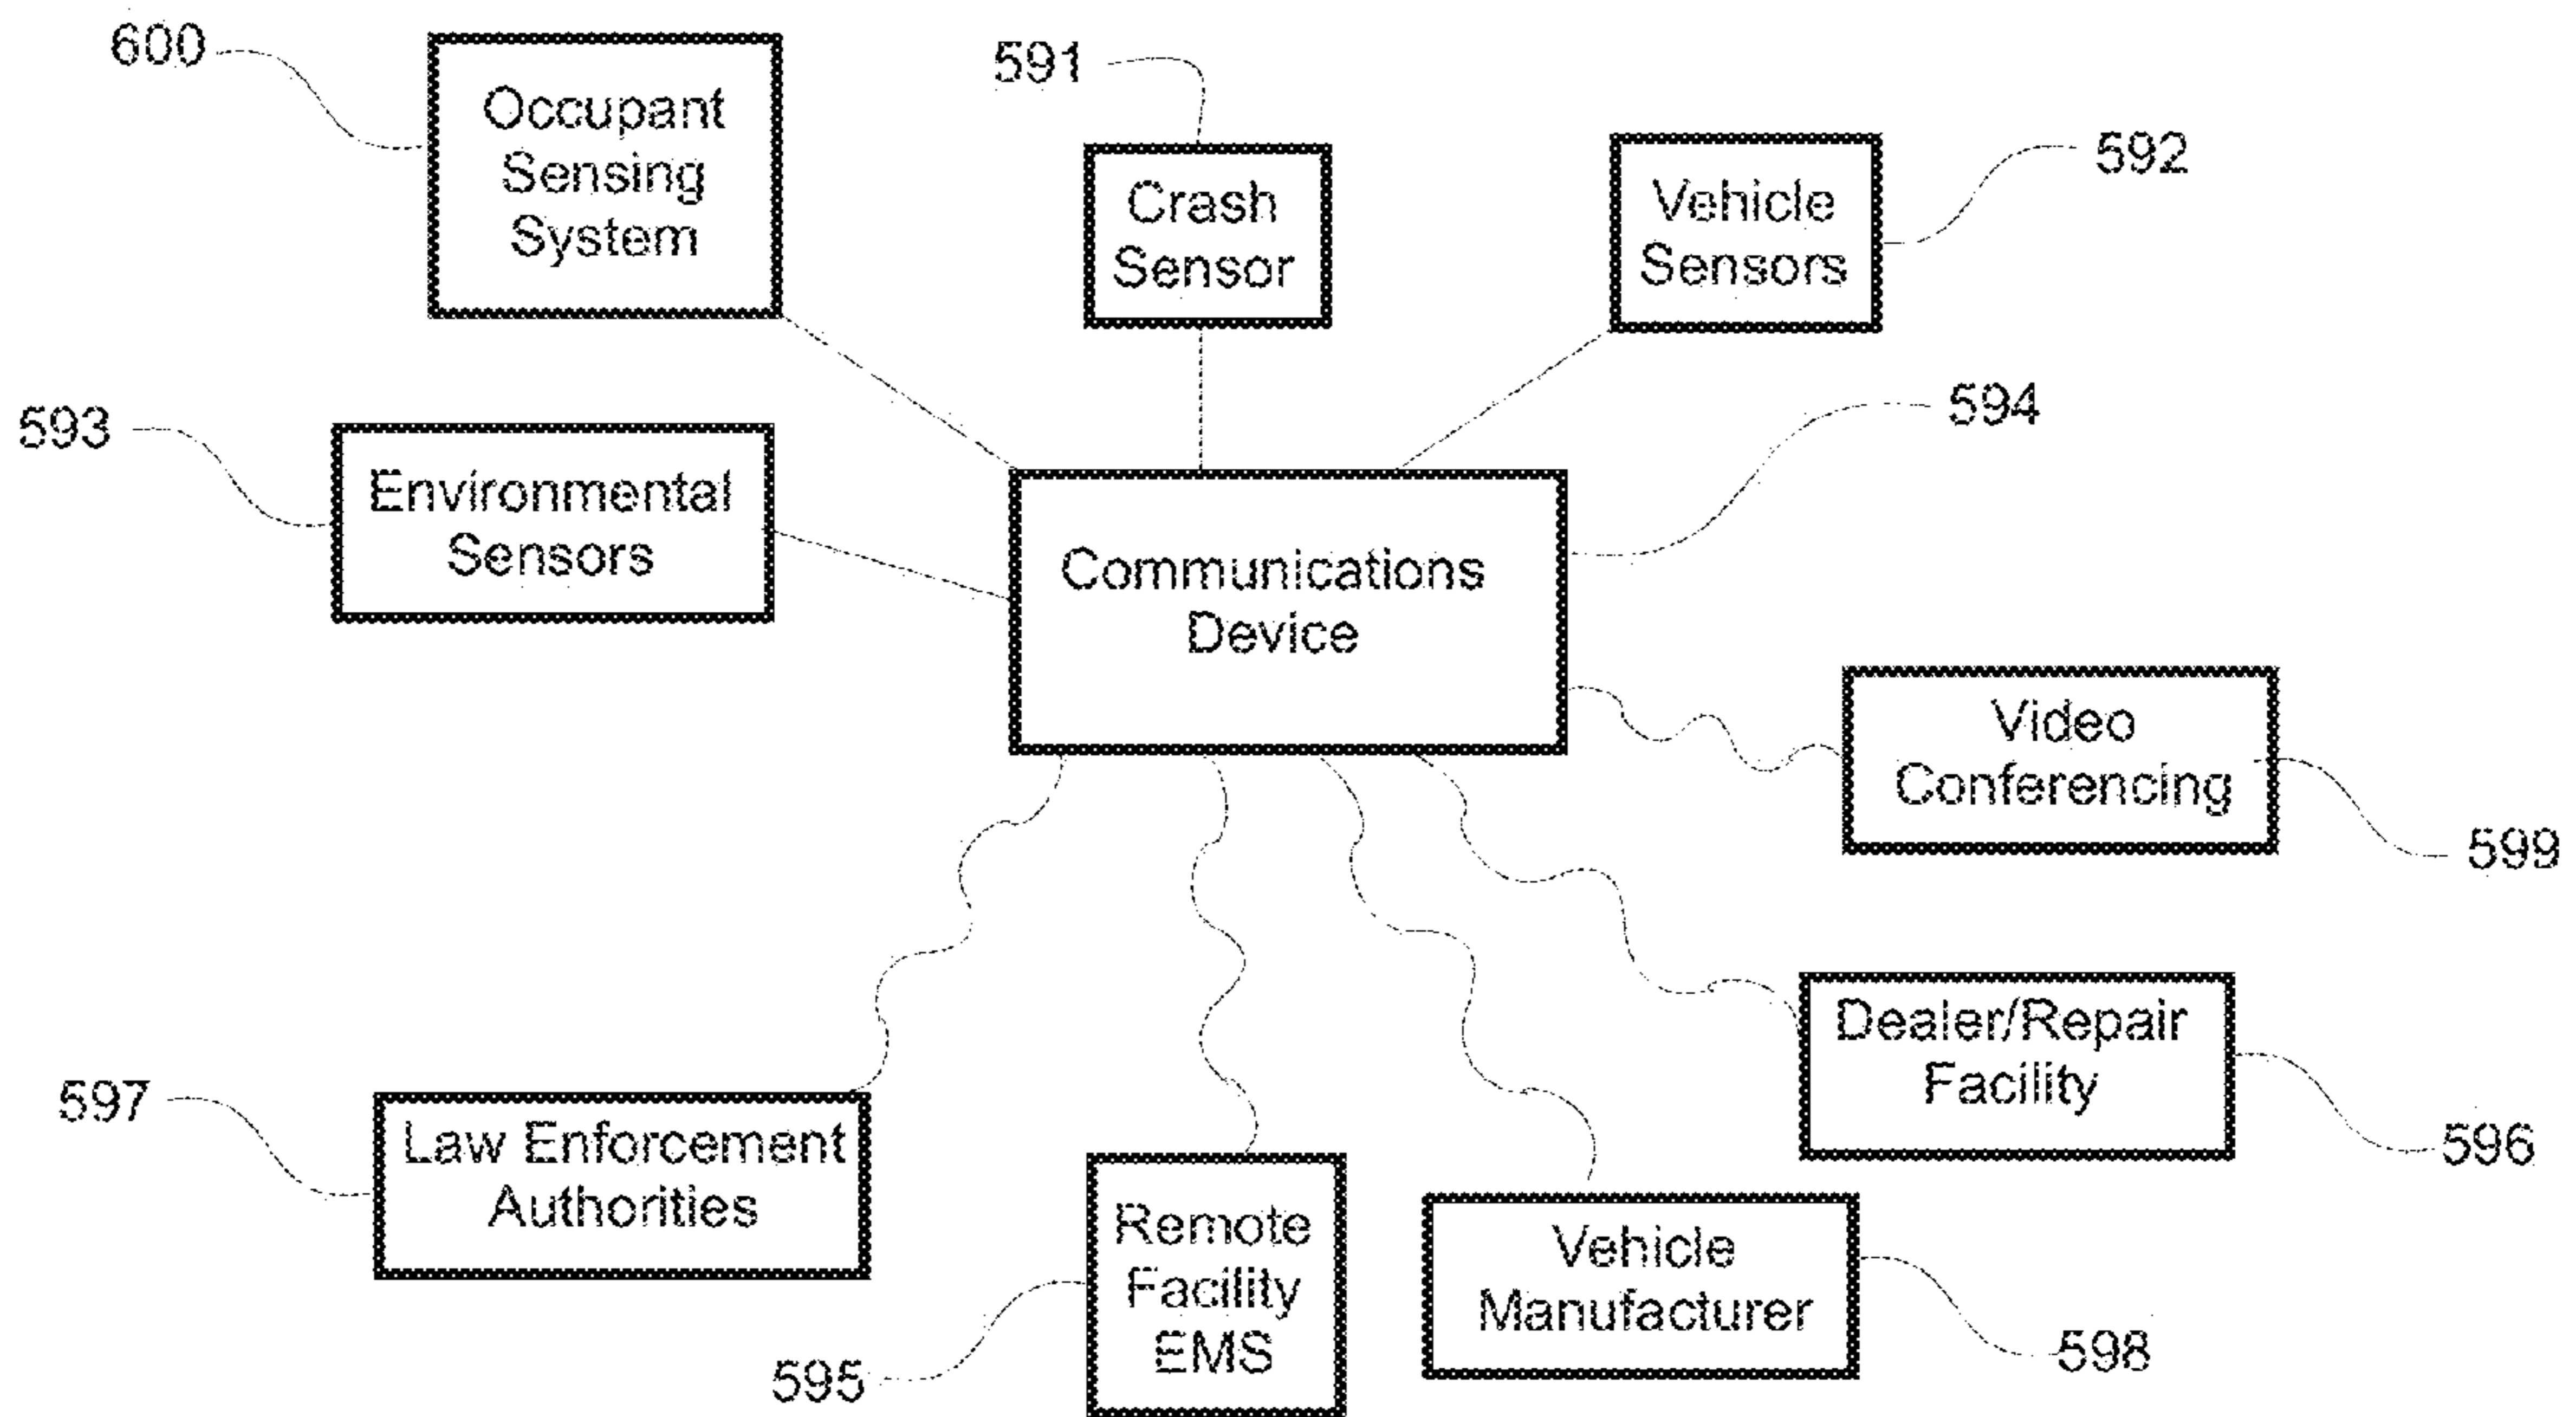 600
Occupant
Sensing
System
591
Crash
Sensor
Vehicle
Sensors
592
593
Environmental
Sensors
594
Communications
Device
Video
Conferencing
599
Dealer/Repair
Facility
596
597
Law Enforcement
Authorities
595
Remote
Facility
EMS
Vehicle
Manufacturer
598